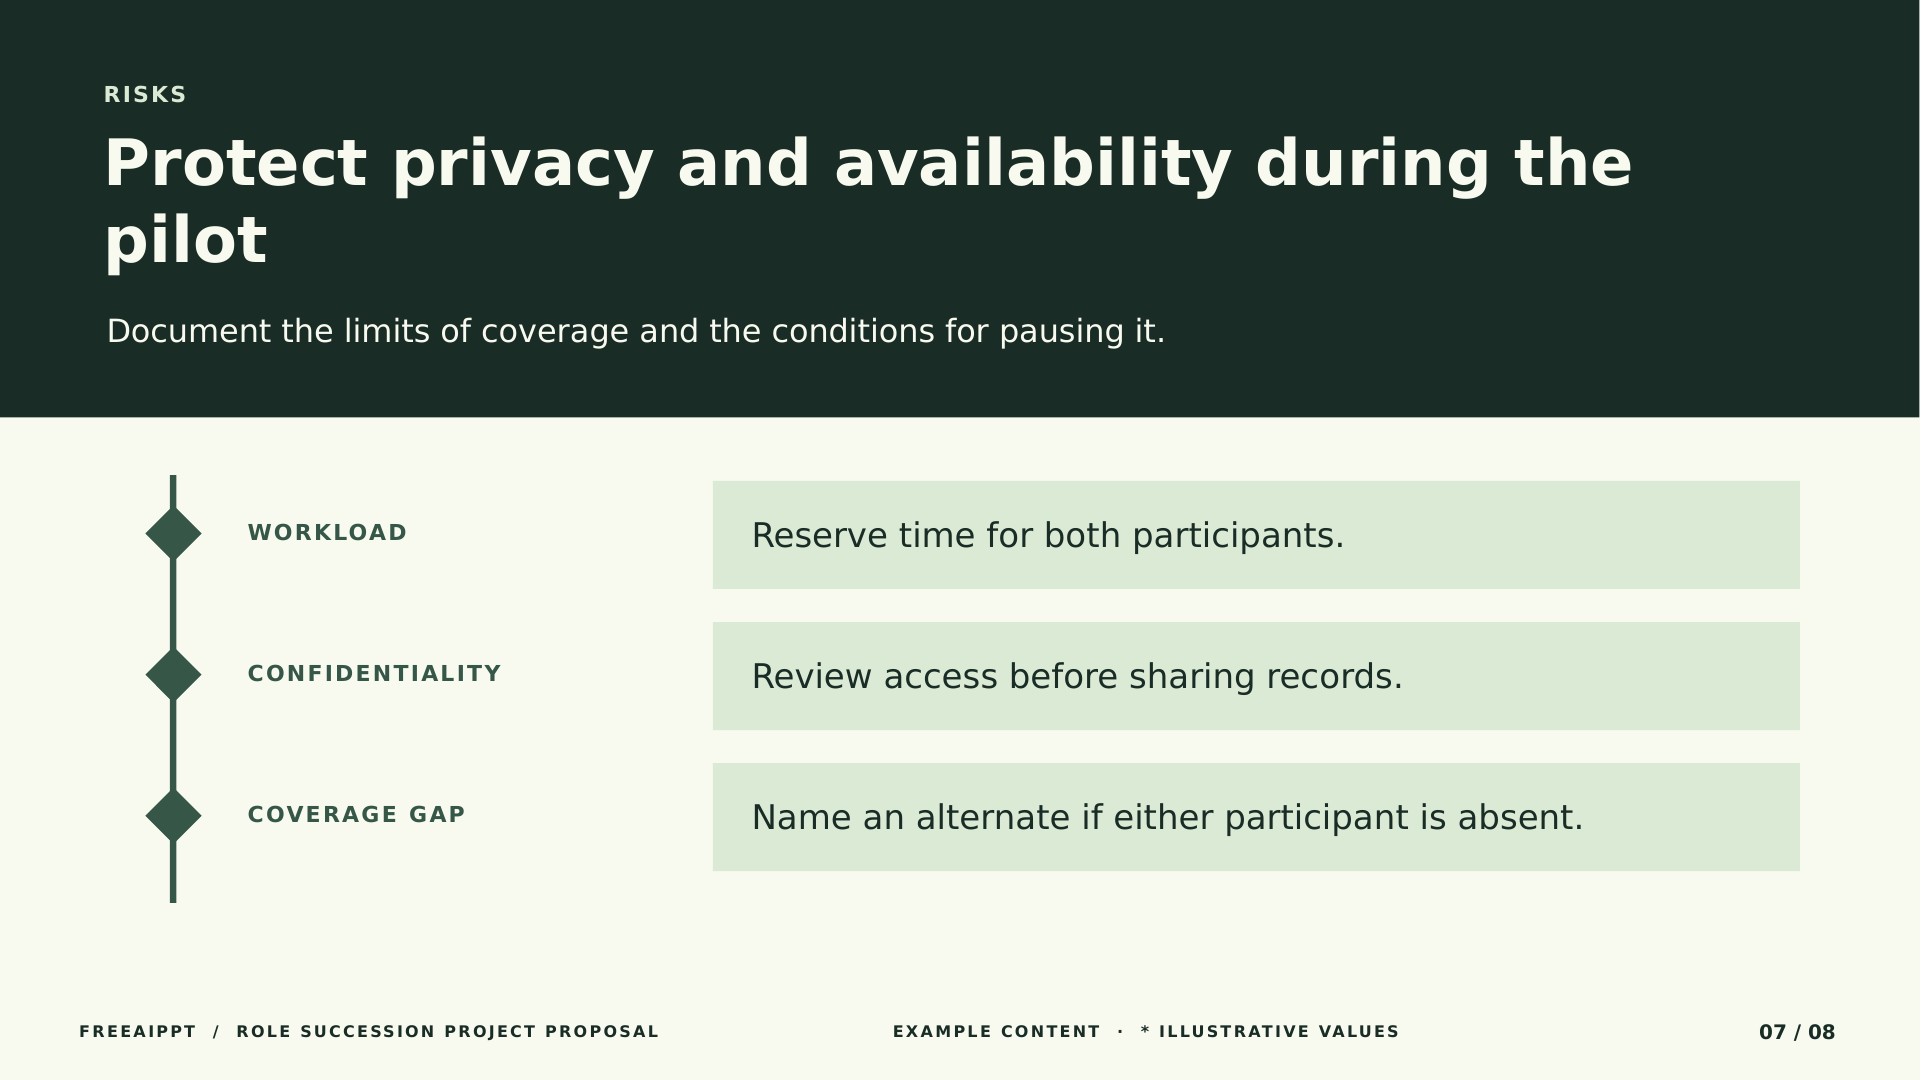 RISKS
Protect privacy and availability during the
pilot
Document the limits of coverage and the conditions for pausing it.
WORKLOAD
Reserve time for both participants.
CONFIDENTIALITY
Review access before sharing records.
COVERAGE GAP
Name an alternate if either participant is absent.
FREEAIPPT / ROLE SUCCESSION PROJECT PROPOSAL
EXAMPLE CONTENT · * ILLUSTRATIVE VALUES
07 / 08